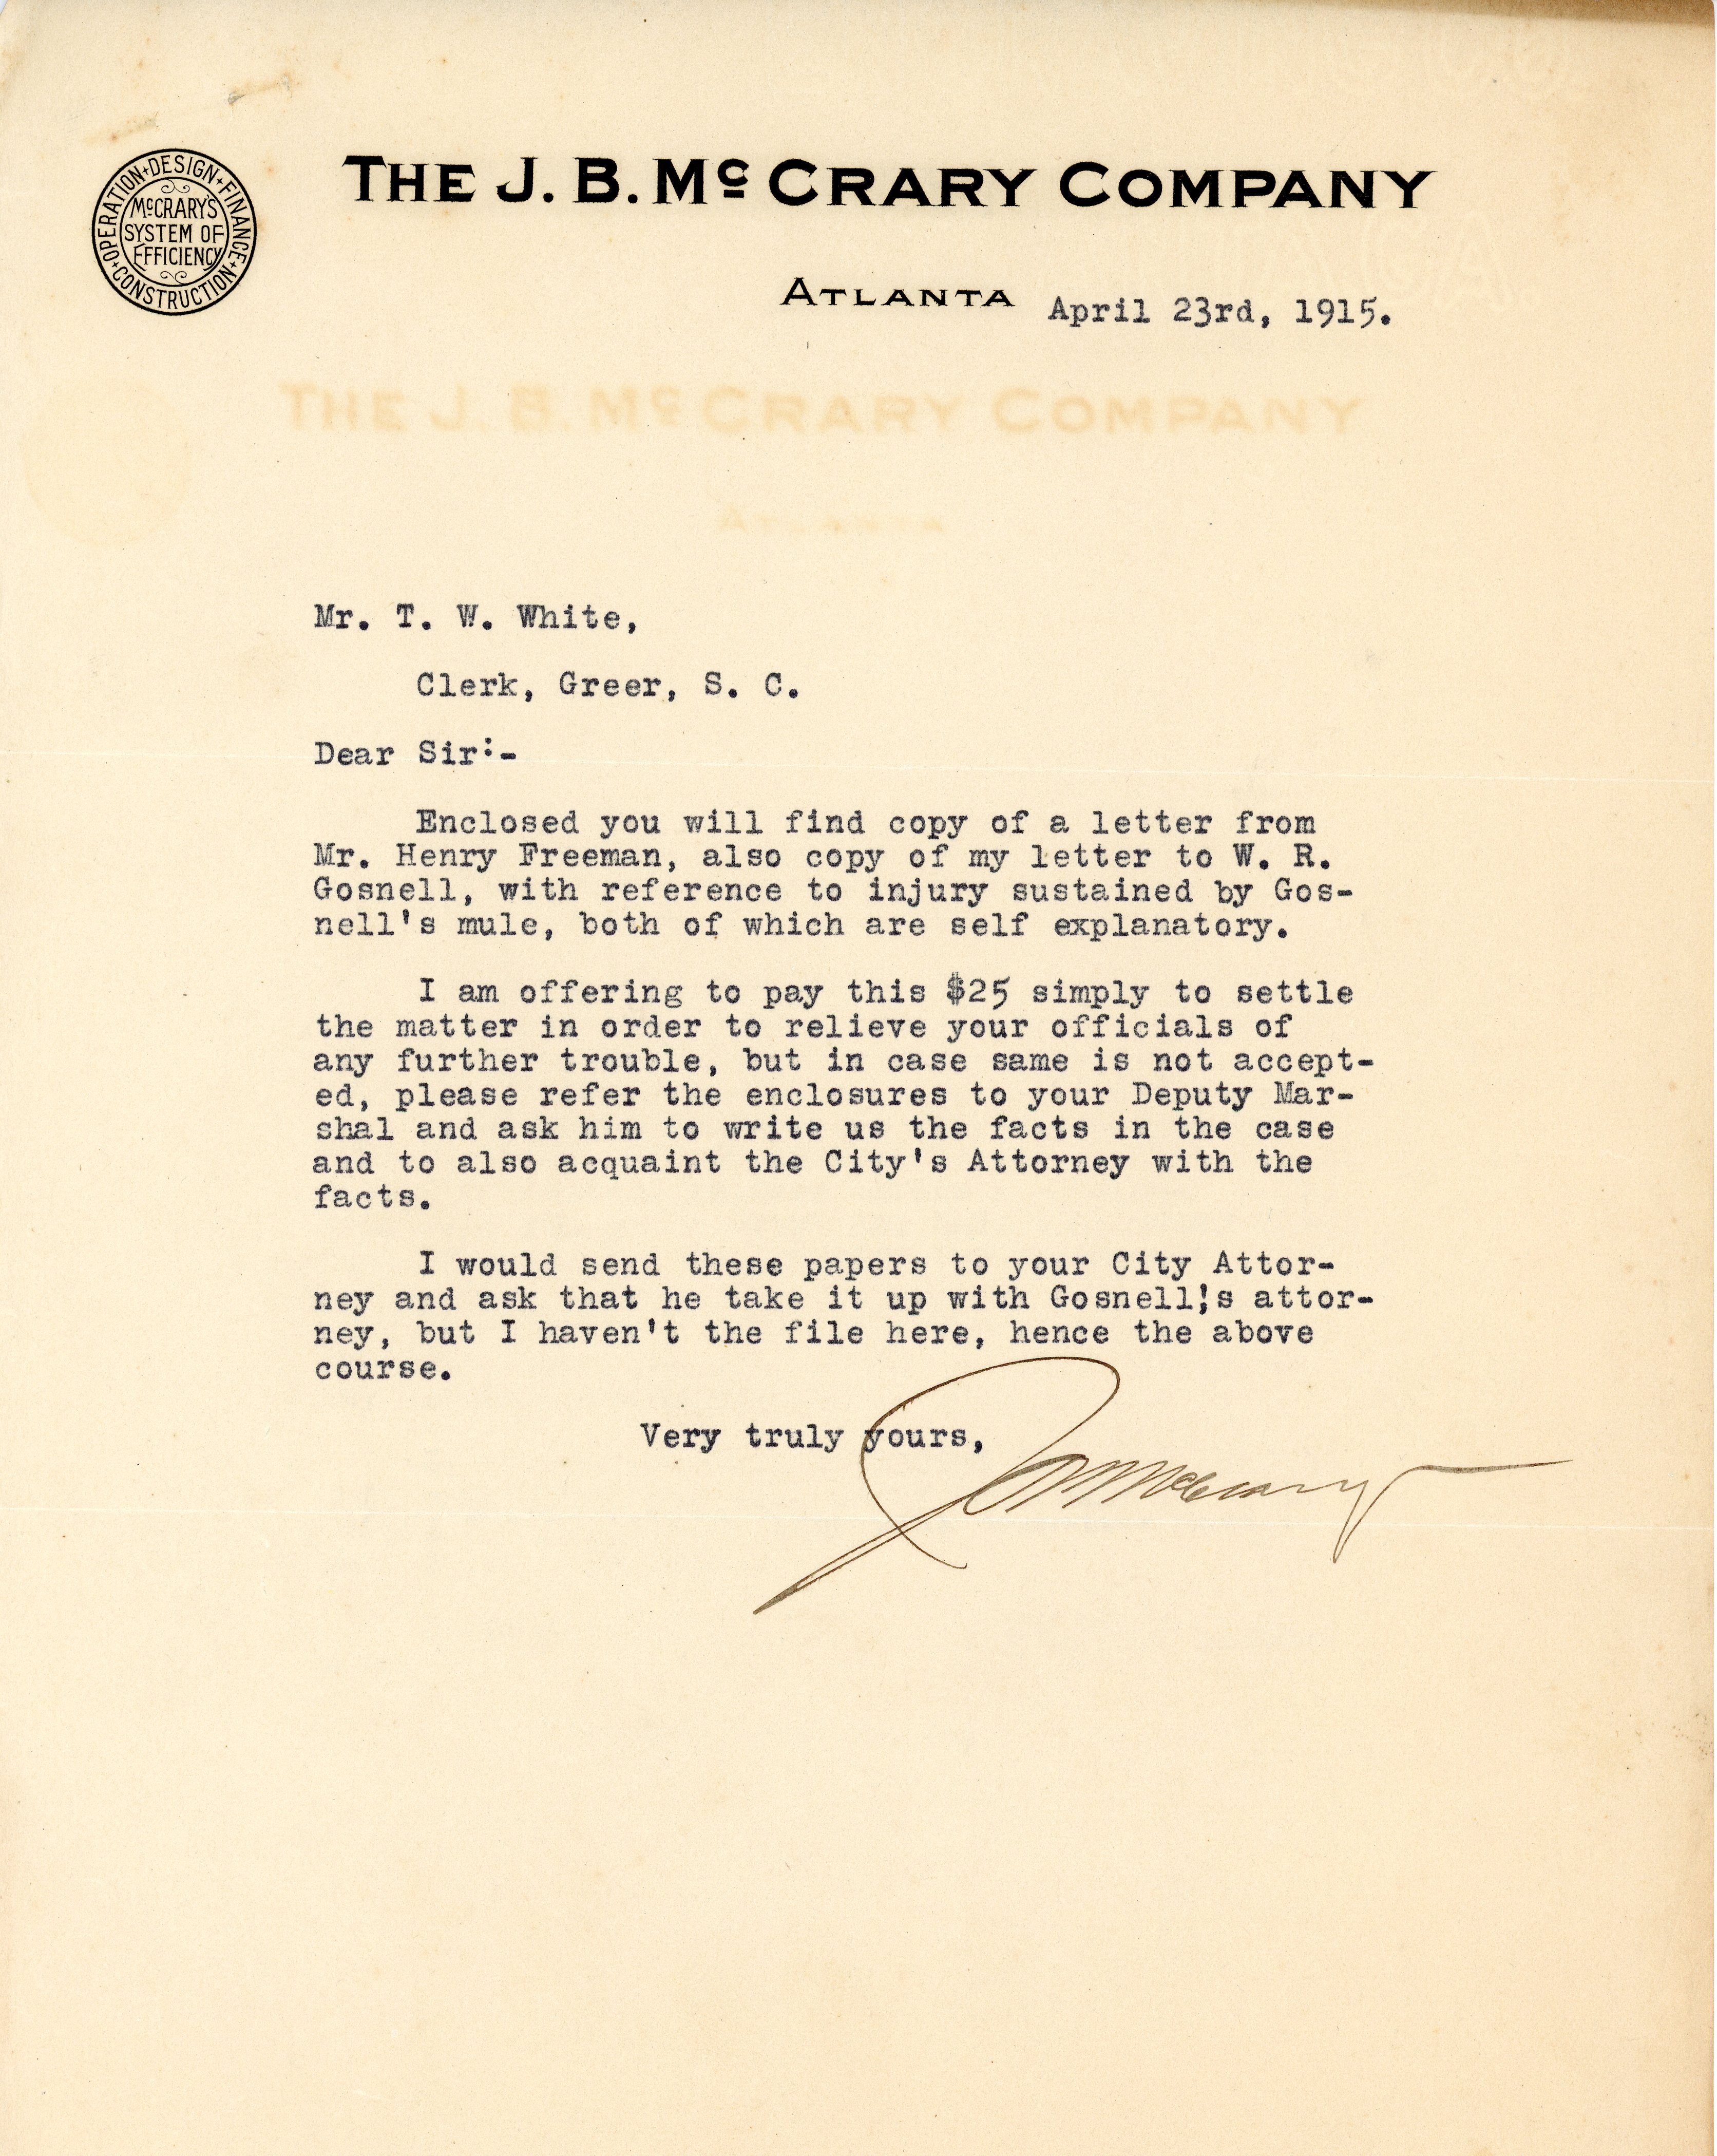 OPERATION + DESIGN + FINANCE + CONSTRUCTION +
McCRARY'S
SYSTEM OF
EFFICIENCY
THE J. B. McCRARY COMPANY
ATLANTA
April 23rd, 1915.
THE J. B. McCRARY COMPANY
ATLANTA
Mr. T. W. White,
Clerk, Greer, S. C.
Dear Sir:-
Enclosed you will find copy of a letter from
Mr. Henry Freeman, also copy of my letter to W. R.
Gosnell, with reference to injury sustained by Gos-
nell's mule, both of which are self explanatory.
I am offering to pay this $25 simply to settle
the matter in order to relieve your officials of
any further trouble, but in case same is not accept-
ed, please refer the enclosures to your Deputy Mar-
shal and ask him to write us the facts in the case
and to also acquaint the City's Attorney with the
facts.
I would send these papers to your City Attor-
ney and ask that he take it up with Gosnell's attor-
ney, but I haven't the file here, hence the above
course.
Very truly yours,
McCrary